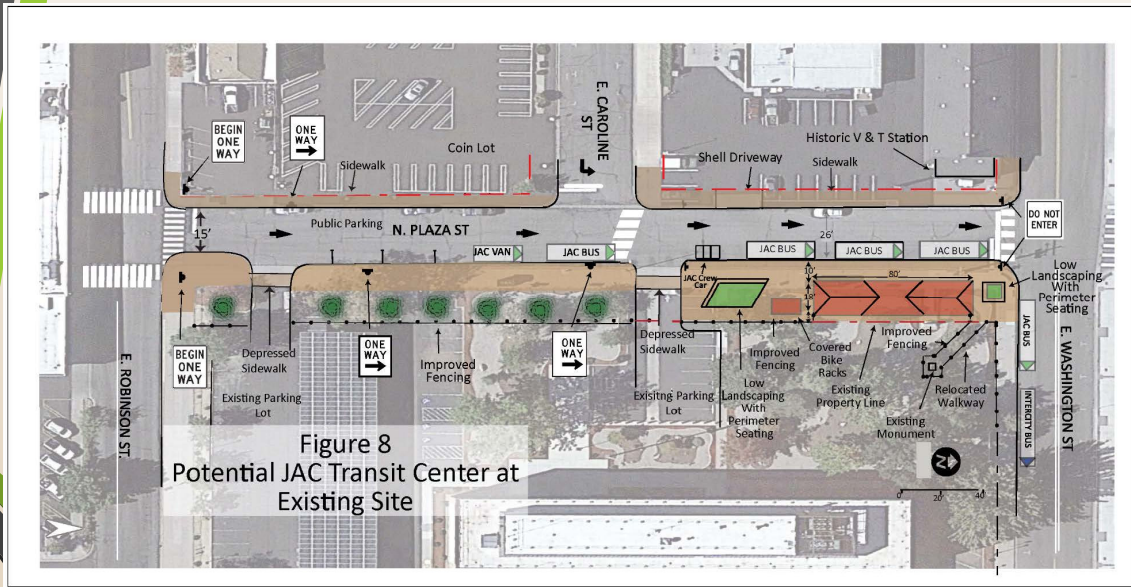 E. CAROLINE
ST
BEGIN
ONE
WAY
ONE
WAY
Coin Lot
Sidewalk
Historic V & T Station
Shell Driveway
Sidewalk
DO NOT
ENTER
Public Parking
N. PLAZA ST
15'
26'
JAC VAN
JAC BUS
JAC BUS
JAC BUS
JAC BUS
JAC Crew
Car
10'
18'
80'
Low
Landscaping
With
Perimeter
Seating
JAC BUS
INTERCITY BUS
E. WASHINGTON ST
E. ROBINSON ST.
BEGIN
ONE
WAY
Depressed
Sidewalk
Existing Parking
Lot
ONE
WAY
Improved
Fencing
ONE
WAY
Depressed
Sidewalk
Exisitng Parking
Lot
Low
Landscaping
With
Perimeter
Seating
Improved
Fencing
Covered
Bike
Racks
Existing
Property Line
Improved
Fencing
Existing
Monument
Relocated
Walkway
N
0'
20'
40'
Figure 8
Potential JAC Transit Center at
Existing Site